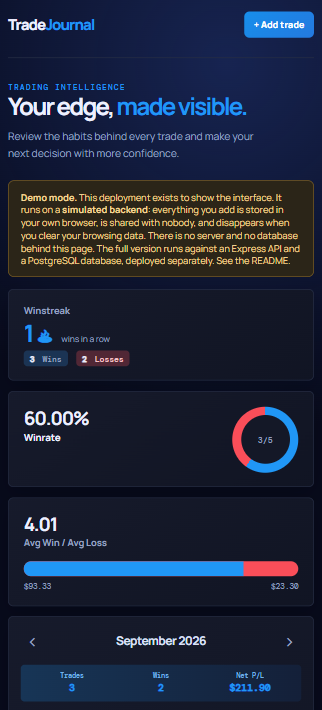 TradeJournal
+ Add trade
TRADING INTELLIGENCE
Your edge, made visible.
Review the habits behind every trade and make your
next decision with more confidence.
Demo mode. This deployment exists to show the interface. It
runs on a simulated backend: everything you add is stored in
your own browser, is shared with nobody, and disappears when
you clear your browsing data. There is no server and no database
behind this page. The full version runs against an Express API and
a PostgreSQL database, deployed separately. See the README.
Winstreak
1 wins in a row
3 Wins 2 Losses
60.00%
Winrate
3/5
4.01
Avg Win / Avg Loss
$93.33 $23.30
September 2026
Trades Wins Net P/L
3 2 $211.90